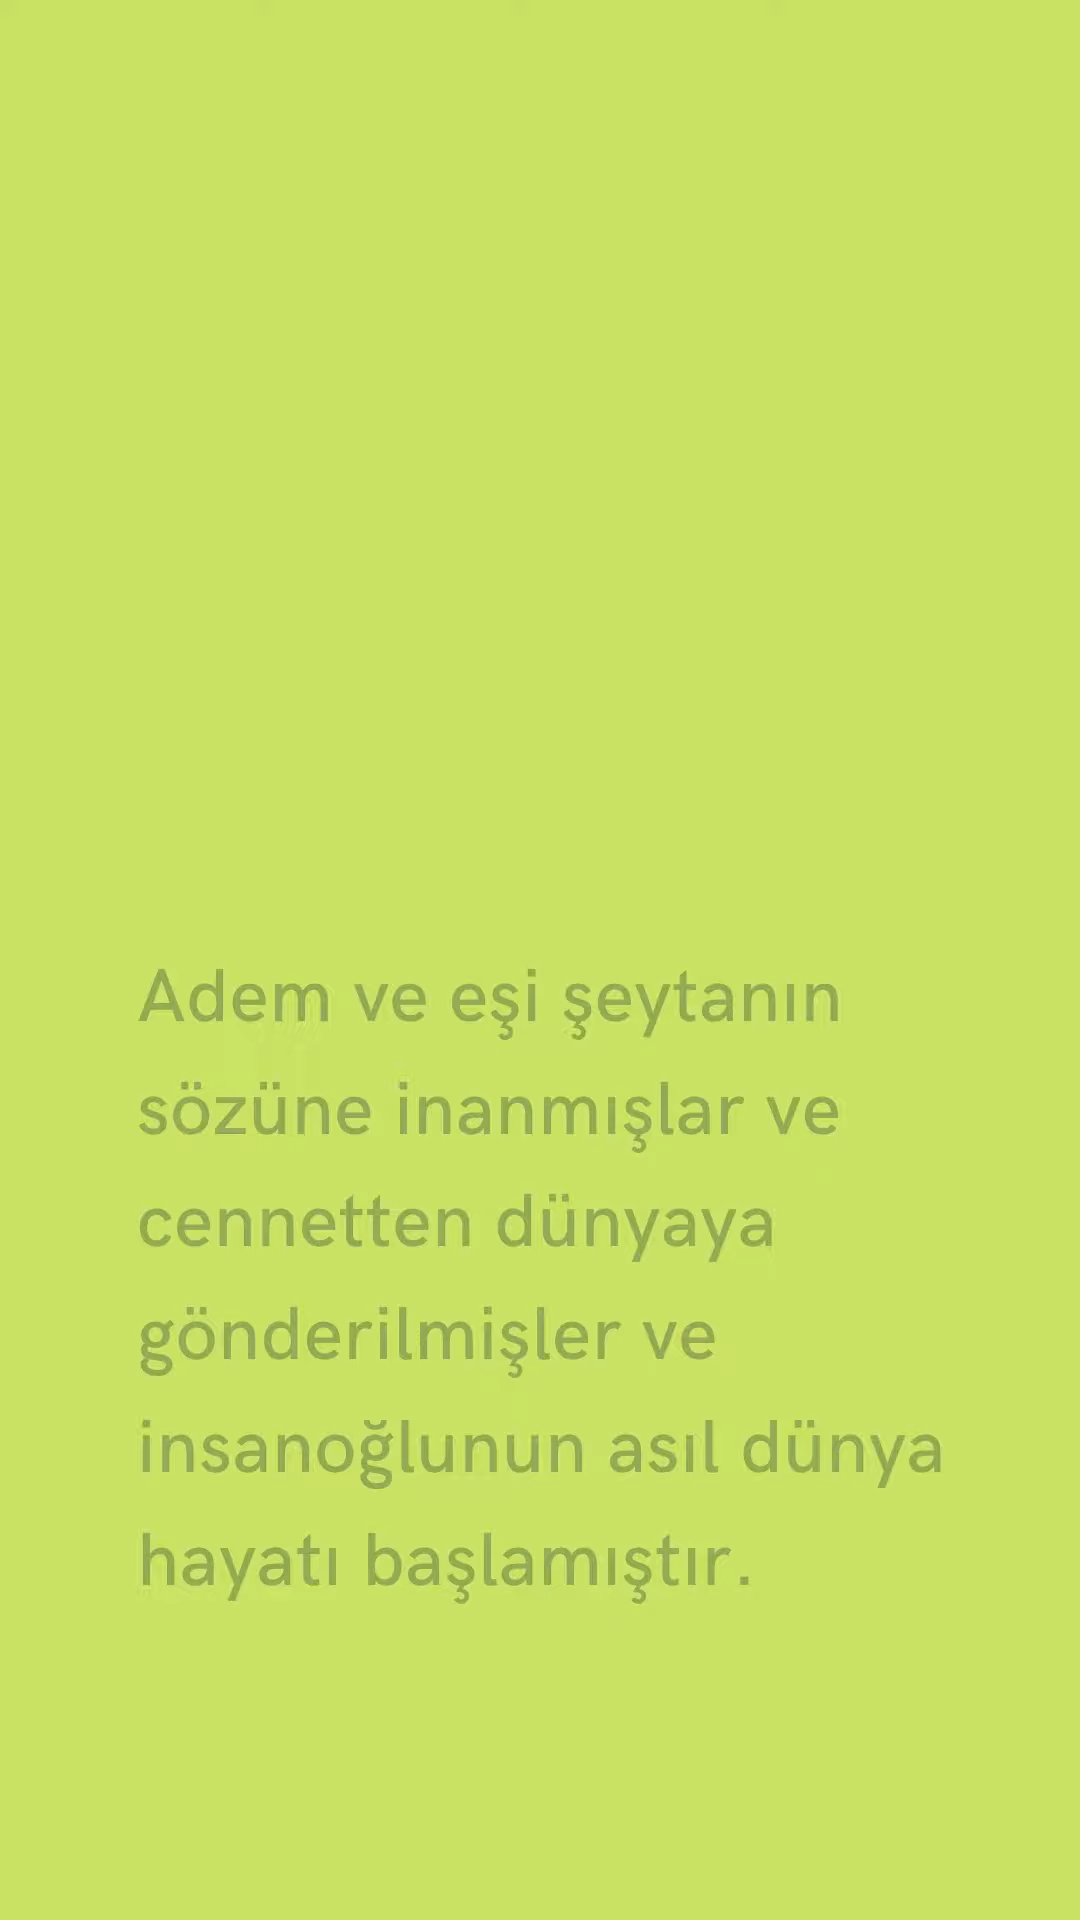 Adem ve eşi şeytanın
sözüne inanmışlar ve
cennetten dünyaya
gönderilmişler ve
insanoğlunun asıl dünya
hayatı başlamıştır.